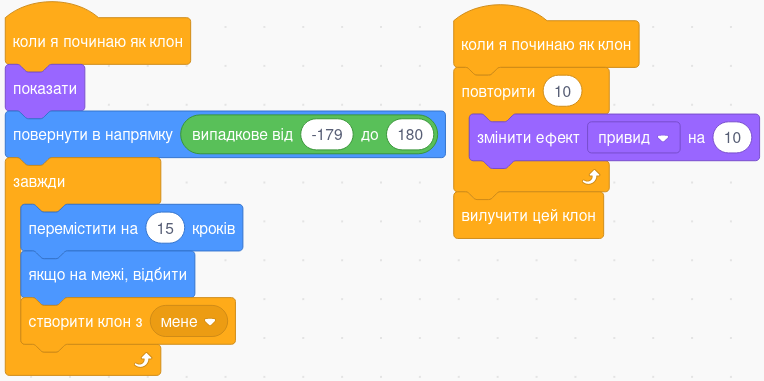 коли я починаю як клон
показати
повернути в напрямку випадкове від -179 до 180
завжди
перемістити на 15 кроків
якщо на межі, відбити
створити клон з мене
коли я починаю як клон
повторити 10
змінити ефект привид на 10
вилучити цей клон